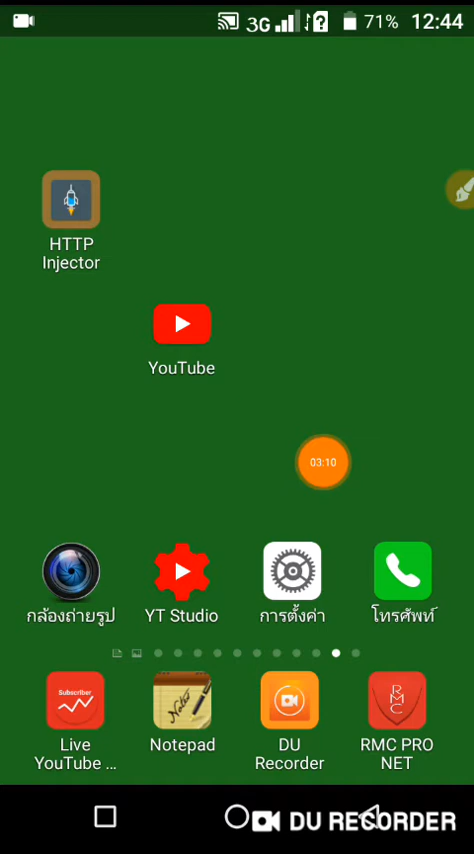 3G 71% 12:44
HTTP
Injector
YouTube
03:10
กล้องถ่ายรูป YT Studio การตั้งค่า โทรศัพท์
Subscriber
Notes
RMC
Live
YouTube ...
Notepad
DU
Recorder
RMC PRO
NET
DU RECORDER